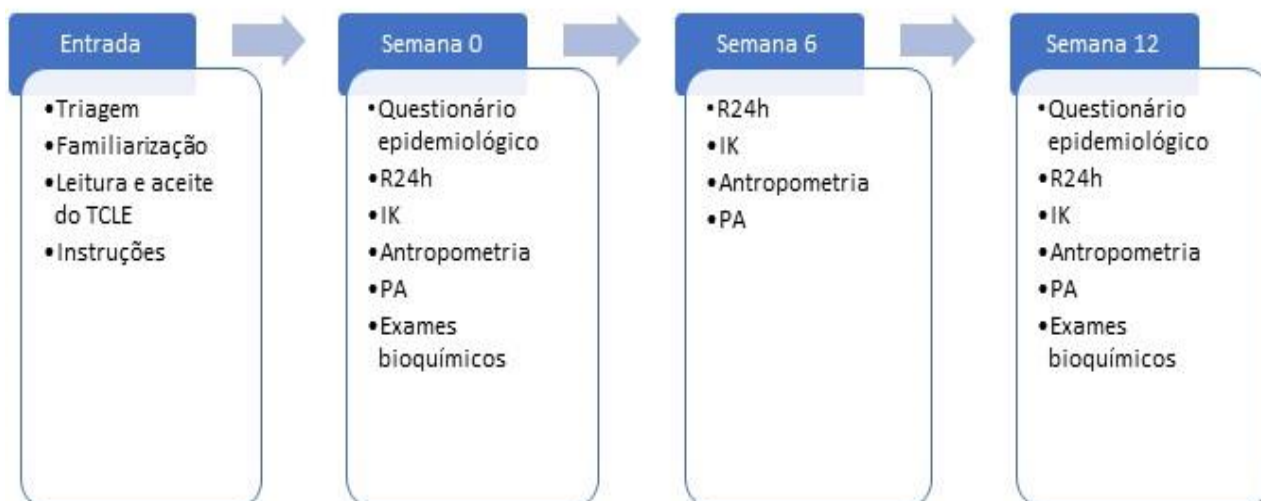 Entrada
•Triagem
•Familiarização
•Leitura e aceite
do TCLE
•Instruções
Semana 0
•Questionário
epidemiológico
•R24h
•IK
•Antropometria
•PA
•Exames
bioquímicos
Semana 6
•R24h
•IK
•Antropometria
•PA
Semana 12
•Questionário
epidemiológico
•R24h
•IK
•Antropometria
•PA
•Exames
bioquímicos